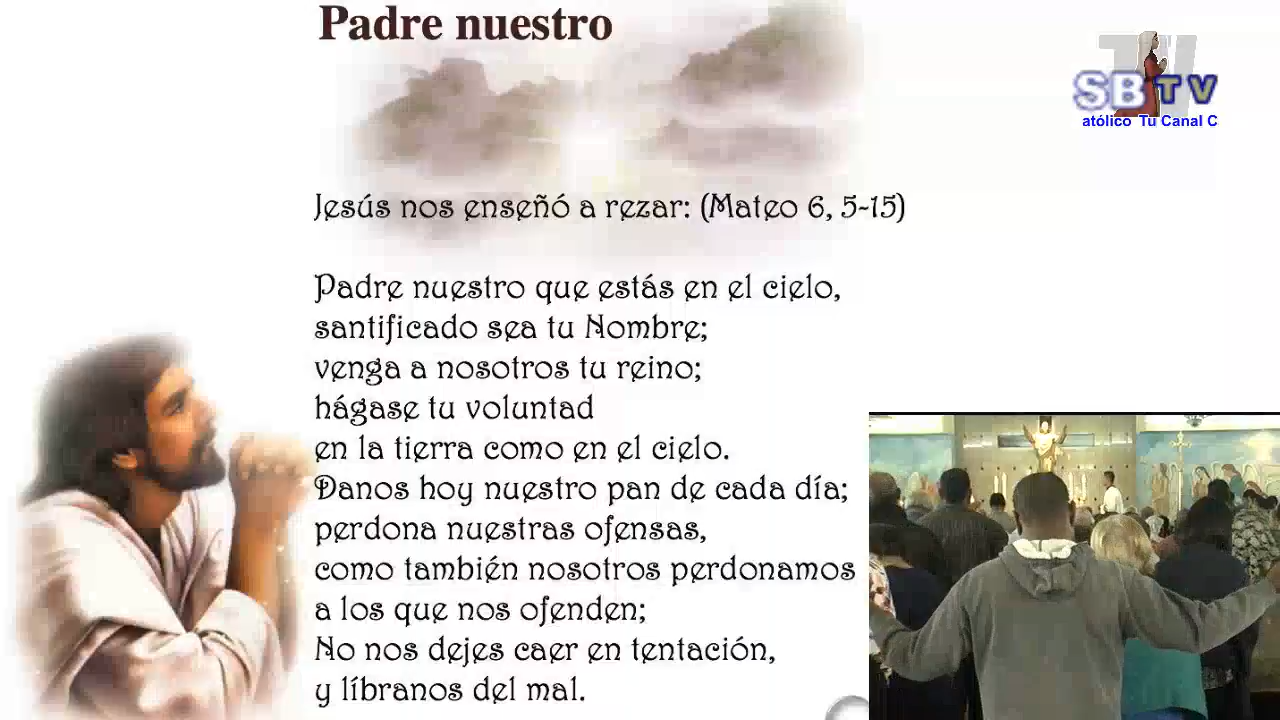 Padre nuestro
SBTV
atólico Tu Canal C
Jesús nos enseñó a rezar: (Mateo 6, 5-15)
Padre nuestro que estás en el cielo,
santificado sea tu Nombre;
venga a nosotros tu reino;
hágase tu voluntad
en la tierra como en el cielo.
Danos hoy nuestro pan de cada día;
perdona nuestras ofensas,
como también nosotros perdonamos
a los que nos ofenden;
No nos dejes caer en tentación,
y líbranos del mal.